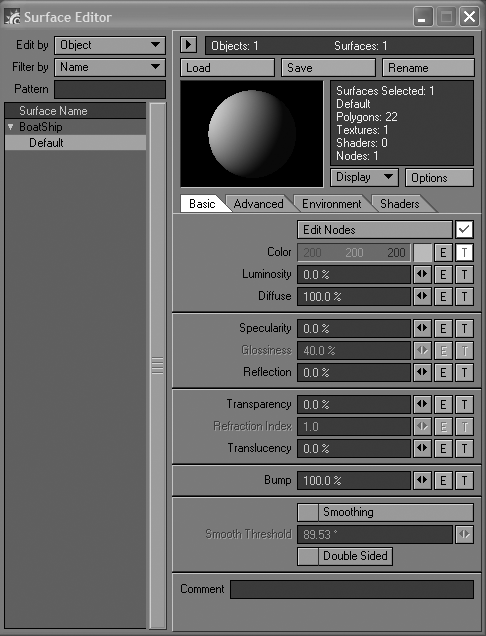 Surface Editor
Edit by Object
Filter by Name
Pattern
Surface Name
BoatShip
Default
Objects: 1 Surfaces: 1
Load Save Rename
Surfaces Selected: 1
Default
Polygons: 22
Textures: 1
Shaders: 0
Nodes: 1
Display Options
Basic Advanced Environment Shaders
Edit Nodes
Color 200 200 200 E T
Luminosity 0.0 % E T
Diffuse 100.0 % E T
Specularity 0.0 % E T
Glossiness 40.0 % E T
Reflection 0.0 % E T
Transparency 0.0 % E T
Refraction Index 1.0 E T
Translucency 0.0 % E T
Bump 100.0 % E T
Smoothing
Smooth Threshold 89.53 °
Double Sided
Comment